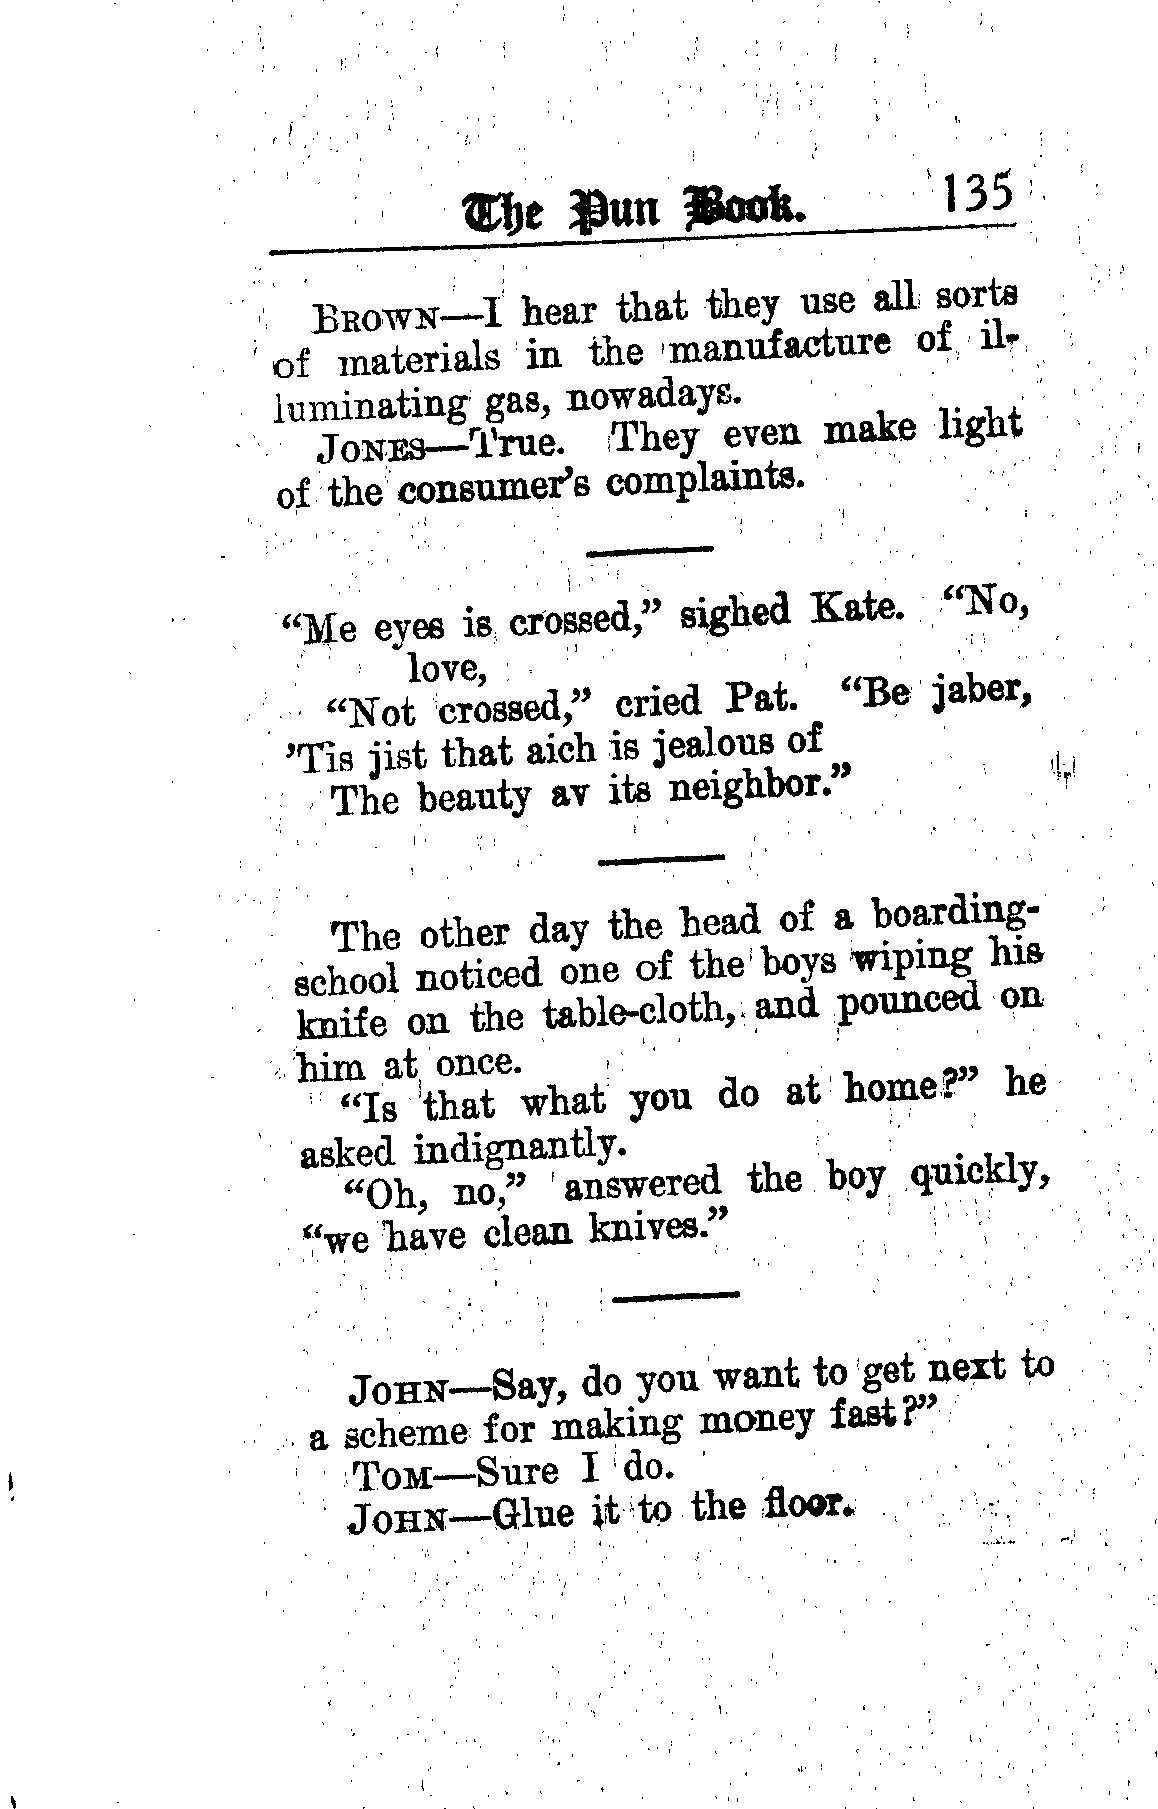 The Pun Book. 135
BROWN—I hear that they use all sorts
of materials in the manufacture of il-
luminating gas, nowadays.
JONES—True. They even make light
of the consumer's complaints.
"Me eyes is crossed," sighed Kate. "No,
love,
"Not crossed," cried Pat. "Be jaber,
'Tis jist that aich is jealous of
The beauty av its neighbor."
The other day the head of a boarding-
school noticed one of the boys wiping his
knife on the table-cloth, and pounced on
him at once.
"Is that what you do at home?" he
asked indignantly.
"Oh, no," answered the boy quickly,
"we have clean knives."
JOHN—Say, do you want to get next to
a scheme for making money fast?"
TOM—Sure I do.
JOHN—Glue it to the floor.